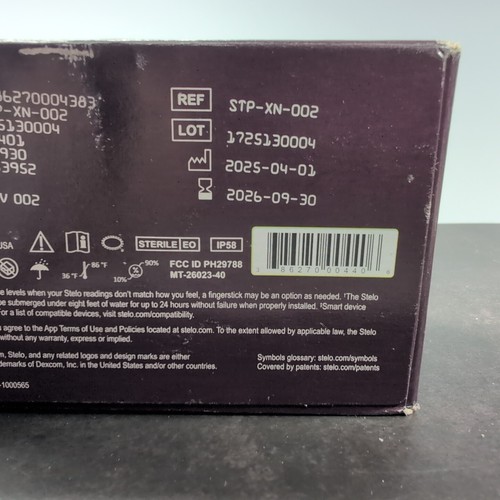 86270004383
P-XN-002
5130004
401
930
3952
V 002
REF STP-XN-002
LOT 1725130004
2025-04-01
2026-09-30
USA
STERILE EO
IP58
36 °F
86 °F
10%
90%
FCC ID PH29788
MT-26023-40
86270 00440
e levels when your Stelo readings don't match how you feel, a fingerstick may be an option as needed. ¹The Stelo
be submerged under eight feet of water for up to 24 hours without failure when properly installed. ²Smart device
For a list of compatible devices, visit stelo.com/compatibility.
s agree to the App Terms of Use and Policies located at stelo.com. To the extent allowed by applicable law, the Stelo
without any warranty, express or implied.
m, Stelo, and any related logos and design marks are either
demarks of Dexcom, Inc. in the United States and/or other countries.
Symbols glossary: stelo.com/symbols
Covered by patents: stelo.com/patents
-1000565